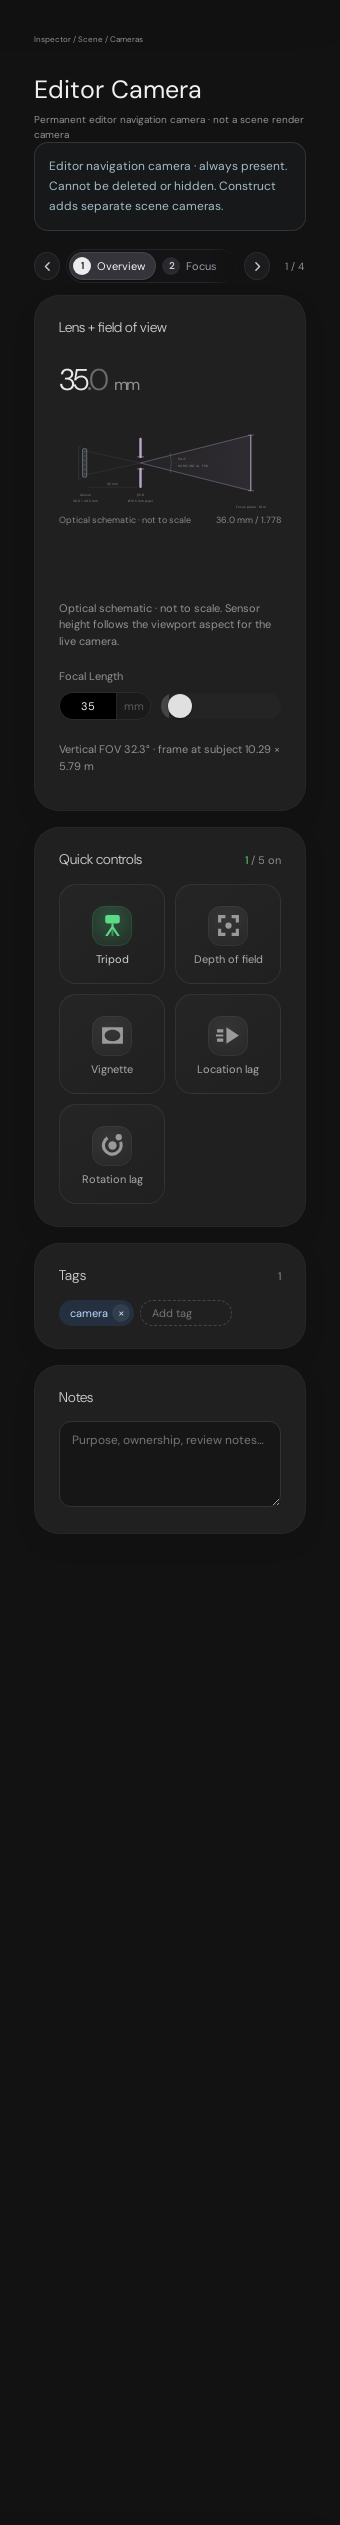 Inspector / Scene / Cameras
Editor Camera
Permanent editor navigation camera · not a scene render
camera
Editor navigation camera · always present.
Cannot be deleted or hidden. Construct
adds separate scene cameras.
1 Overview 2 Focus 1 / 4
Lens + field of view
35.0 mm
Optical schematic · not to scale 36.0 mm / 1.778
Optical schematic · not to scale. Sensor
height follows the viewport aspect for the
live camera.
Focal Length
35 mm
Vertical FOV 32.3° · frame at subject 10.29 ×
5.79 m
Quick controls 1 / 5 on
Tripod Depth of field
Vignette Location lag
Rotation lag
Tags 1
camera × Add tag
Notes
Purpose, ownership, review notes…